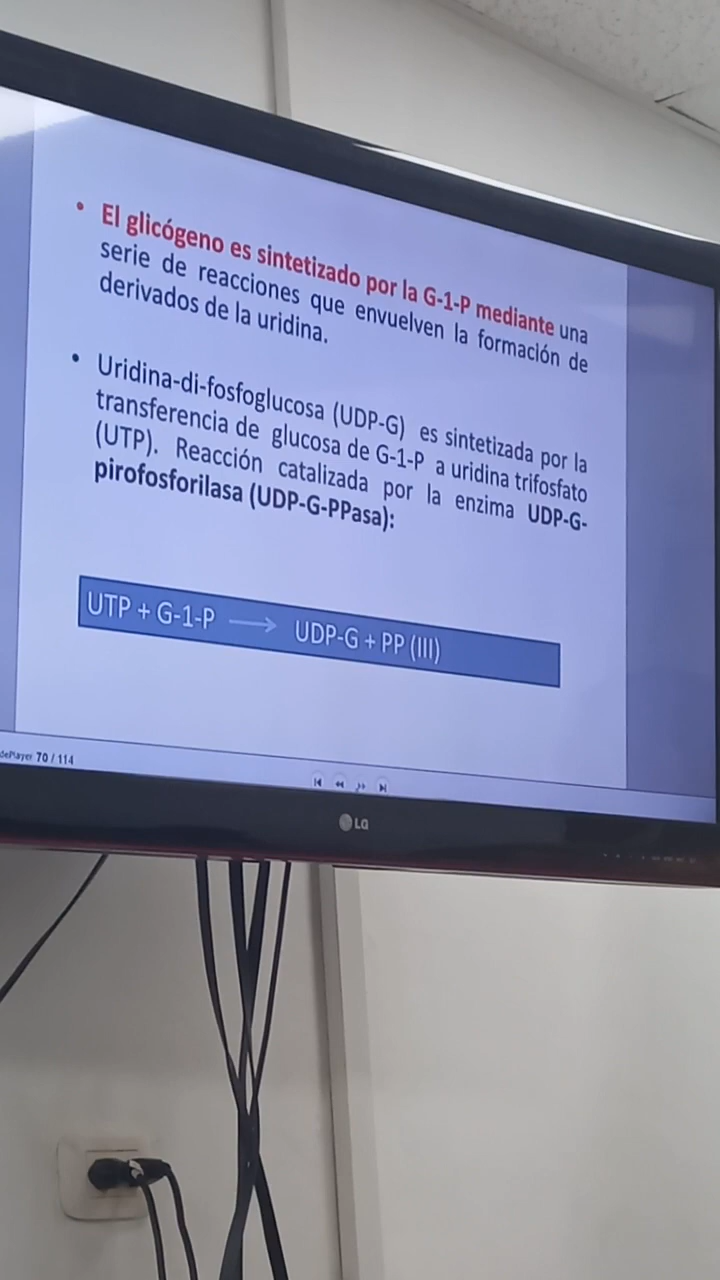 • El glicógeno es sintetizado por la G-1-P mediante una
serie de reacciones que envuelven la formación de
derivados de la uridina.
• Uridina-di-fosfoglucosa (UDP-G) es sintetizada por la
transferencia de glucosa de G-1-P a uridina trifosfato
(UTP). Reacción catalizada por la enzima UDP-G-
pirofosforilasa (UDP-G-PPasa):
UTP + G-1-P → UDP-G + PP (III)
dePlayer 70 / 114
LG